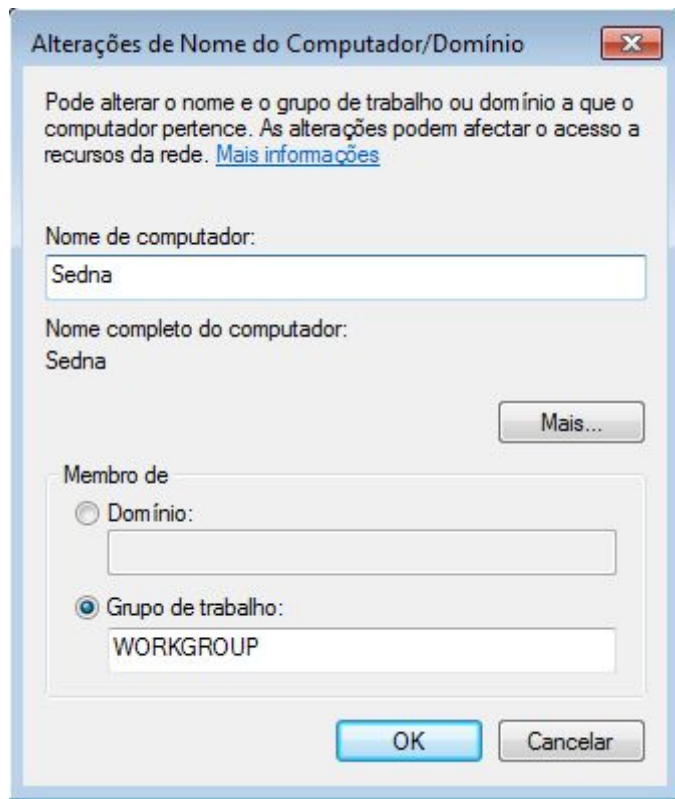 Alterações de Nome do Computador/Domínio
Pode alterar o nome e o grupo de trabalho ou domínio a que o
computador pertence. As alterações podem afectar o acesso a
recursos da rede. Mais informações
Nome de computador:
Sedna
Nome completo do computador:
Sedna
Mais...
Membro de
Domínio:
Grupo de trabalho:
WORKGROUP
OK Cancelar